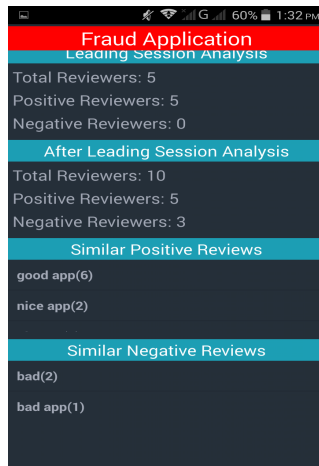 G 60% 1:32 PM
Fraud Application
Leading Session Analysis
Total Reviewers: 5
Positive Reviewers: 5
Negative Reviewers: 0
After Leading Session Analysis
Total Reviewers: 10
Positive Reviewers: 5
Negative Reviewers: 3
Similar Positive Reviews
good app(6)
nice app(2)
Similar Negative Reviews
bad(2)
bad app(1)